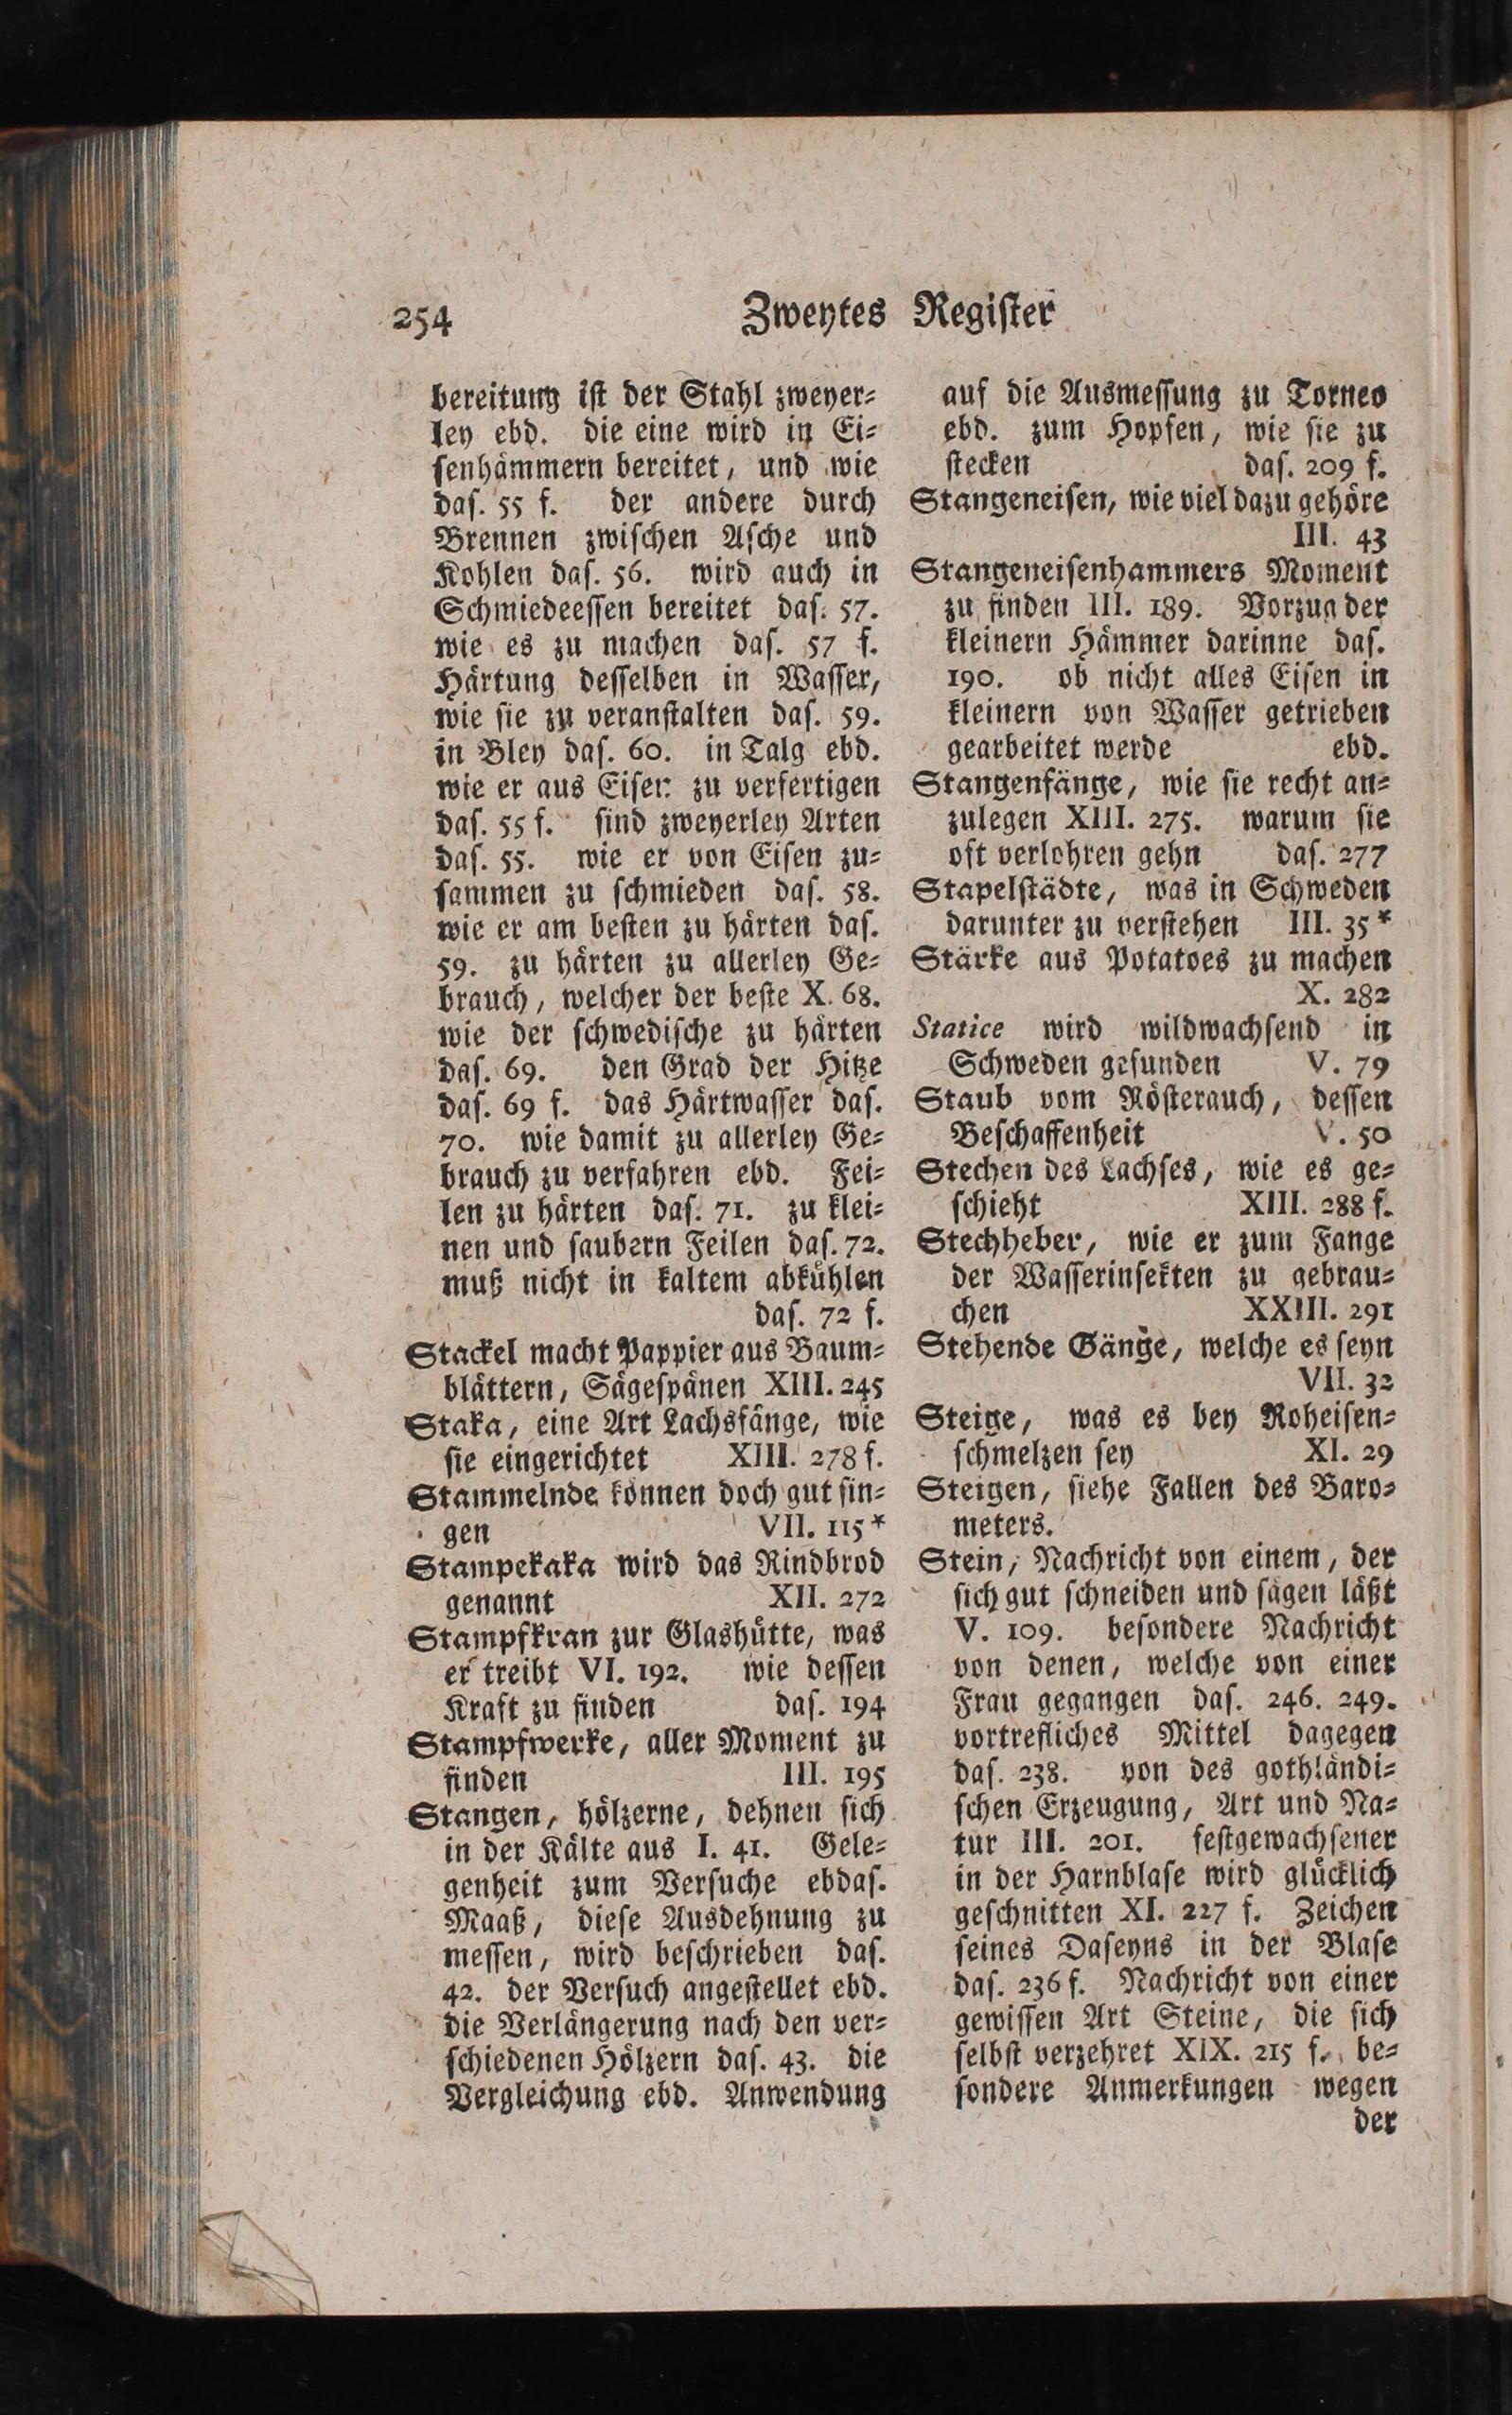 254 Zweytes Regiſter
bereitung iſt der Stahl zweyer⸗
ley ebd. die eine wird in Ei⸗
ſenhämmern bereitet, und wie
daſ. 55 f. der andere durch
Brennen zwiſchen Aſche und
Kohlen daſ. 56. wird auch in
Schmiedeeſſen bereitet daſ. 57.
wie es zu machen daſ. 57 f.
Härtung deſſelben in Waſſer,
wie ſie zu veranſtalten daſ. 59.
in Bley daſ. 60. in Talg ebd.
wie er aus Eiſen zu verfertigen
daſ. 55 f. ſind zweyerley Arten
daſ. 55. wie er von Eiſen zu⸗
ſammen zu ſchmieden daſ. 58.
wie er am beſten zu härten daſ.
59. zu härten zu allerley Ge⸗
brauch, welcher der beſte X. 68.
wie der ſchwediſche zu härten
daſ. 69. den Grad der Hitze
daſ. 69 f. das Härtwaſſer daſ.
70. wie damit zu allerley Ge⸗
brauch zu verfahren ebd. Fei⸗
len zu härten daſ. 71. zu klei⸗
nen und ſaubern Feilen daſ. 72.
muß nicht in kaltem abkühlen
daſ. 72 f.
Stackel macht Pappier aus Baum⸗
blättern, Sägeſpänen XIII. 245
Staka, eine Art Lachsfänge, wie
ſie eingerichtet XIII. 278 f.
Stammelnde können doch gut ſin⸗
gen VII. 115*
Stampekaka wird das Rindbrod
genannt XII. 272
Stampfkran zur Glashütte, was
er treibt VI. 192. wie deſſen
Kraft zu finden daſ. 194
Stampfwerke, aller Moment zu
finden III. 195
Stangen, hölzerne, dehnen ſich
in der Kälte aus I. 41. Gele⸗
genheit zum Verſuche ebdaſ.
Maaß, dieſe Ausdehnung zu
meſſen, wird beſchrieben daſ.
42. der Verſuch angeſtellet ebd.
die Verlängerung nach den ver⸗
ſchiedenen Hölzern daſ. 43. die
Vergleichung ebd. Anwendung
auf die Ausmeſſung zu Torneo
ebd. zum Hopfen, wie ſie zu
ſtecken daſ. 209 f.
Stangeneiſen, wie viel dazu gehöre
III. 43
Stangeneiſenhammers Moment
zu finden III. 189. Vorzug der
kleinern Hämmer darinne daſ.
190. ob nicht alles Eiſen in
kleinern von Waſſer getrieben
gearbeitet werde ebd.
Stangenfänge, wie ſie recht an⸗
zulegen XIII. 275. warum ſie
oft verlohren gehn daſ. 277
Stapelſtädte, was in Schweden
darunter zu verſtehen III. 35*
Stärke aus Potatoes zu machen
X. 282
Statice wird wildwachſend in
Schweden gefunden V. 79
Staub vom Röſterauch, deſſen
Beſchaffenheit V. 50
Stechen des Lachſes, wie es ge⸗
ſchieht XIII. 288 f.
Stechheber, wie er zum Fange
der Waſſerinſekten zu gebrau⸗
chen XXIII. 291
Stehende Gänge, welche es ſeyn
VII. 32
Steige, was es bey Roheiſen⸗
ſchmelzen ſey XI. 29
Steigen, ſiehe Fallen des Baro⸗
meters.
Stein, Nachricht von einem, der
ſich gut ſchneiden und ſägen läßt
V. 109. beſondere Nachricht
von denen, welche von einer
Frau gegangen daſ. 246. 249.
vortrefliches Mittel dagegen
daſ. 238. von des gothländi⸗
ſchen Erzeugung, Art und Na⸗
tur III. 201. feſtgewachſener
in der Harnblaſe wird glücklich
geſchnitten XI. 227 f. Zeichen
ſeines Daſeyns in der Blaſe
daſ. 236 f. Nachricht von einer
gewiſſen Art Steine, die ſich
ſelbſt verzehret XIX. 215 f. be⸗
ſondere Anmerkungen wegen
der